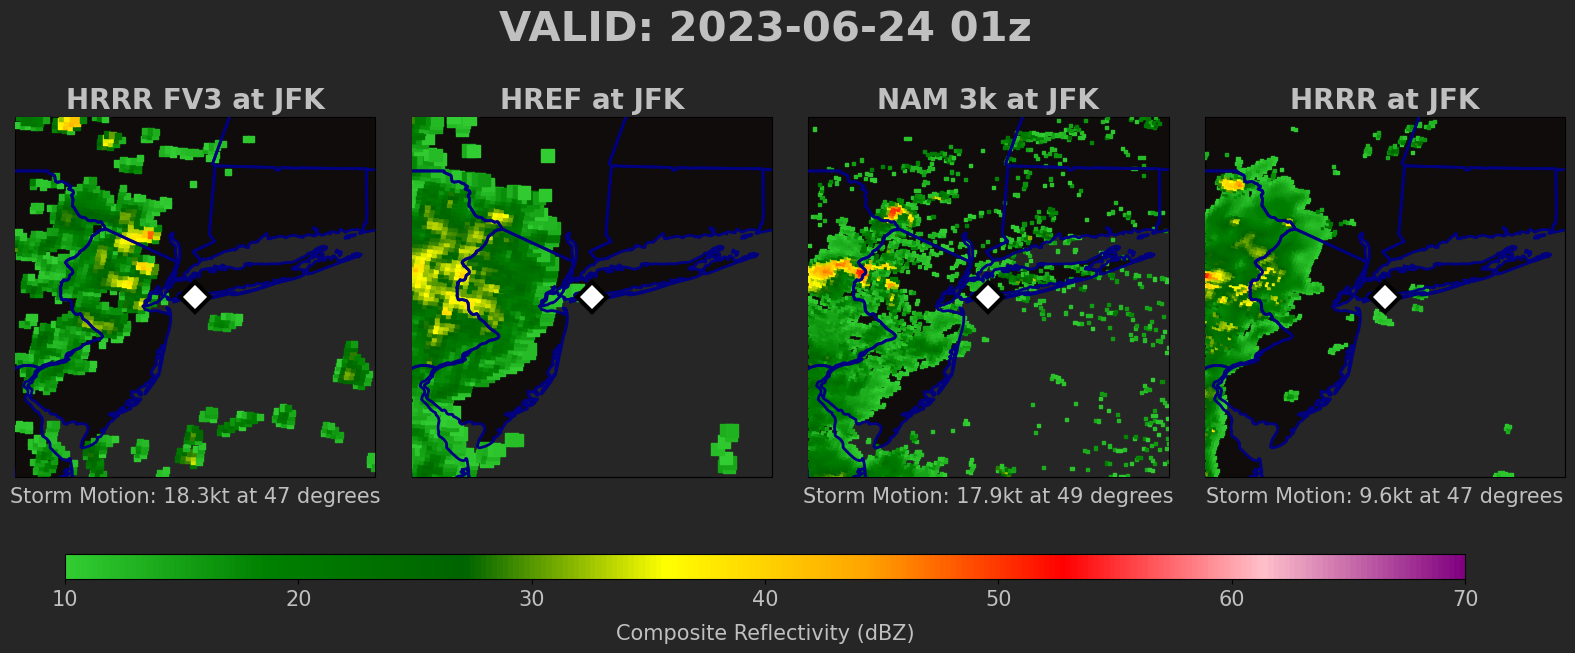 VALID: 2023-06-24 01z
HRRR FV3 at JFK
HREF at JFK
NAM 3k at JFK
HRRR at JFK
Storm Motion: 18.3kt at 47 degrees
Storm Motion: 17.9kt at 49 degrees
Storm Motion: 9.6kt at 47 degrees
10 20 30 40 50 60 70
Composite Reflectivity (dBZ)